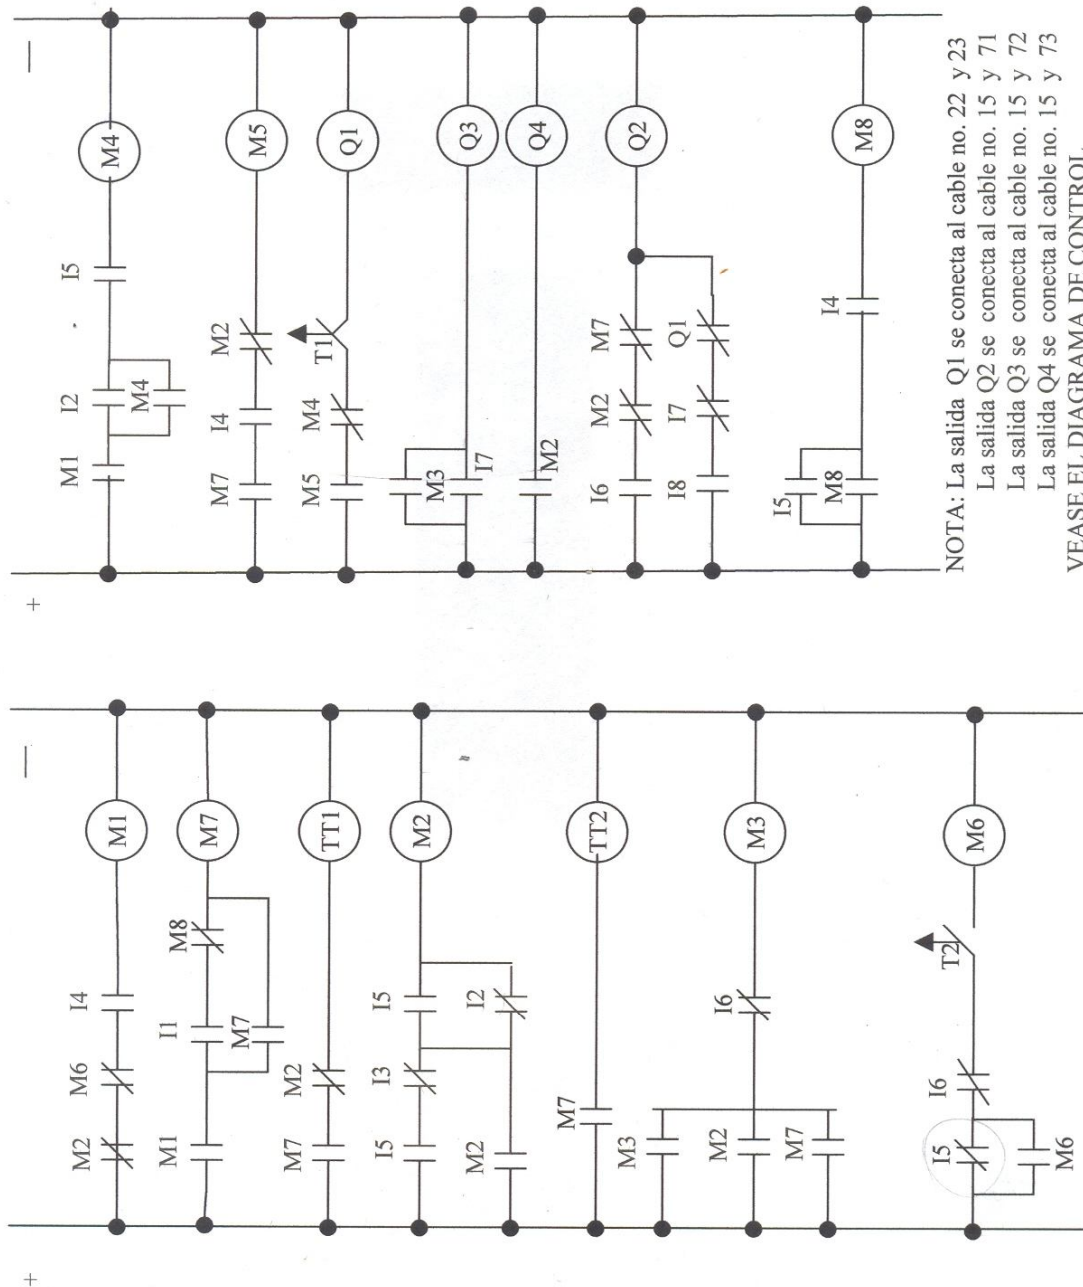 +
—
M2
M6
I4
M1
M1
I1
M8
M7
M7
M7
M2
TT1
I5
I3
I5
M2
M2
I2
M7
TT2
M3
M2
I6
M3
M7
I5
I6
T2
M6
M6
+
—
M1
I2
I5
M4
M4
M7
I4
M2
M5
M5
M4
T1
Q1
M3
Q3
I7
M2
Q4
I6
M2
M7
Q2
I8
I7
Q1
I5
M8
I4
M8
NOTA: La salida Q1 se conecta al cable no. 22 y 23
La salida Q2 se conecta al cable no. 15 y 71
La salida Q3 se conecta al cable no. 15 y 72
La salida Q4 se conecta al cable no. 15 y 73
VEASE EL DIAGRAMA DE CONTROL